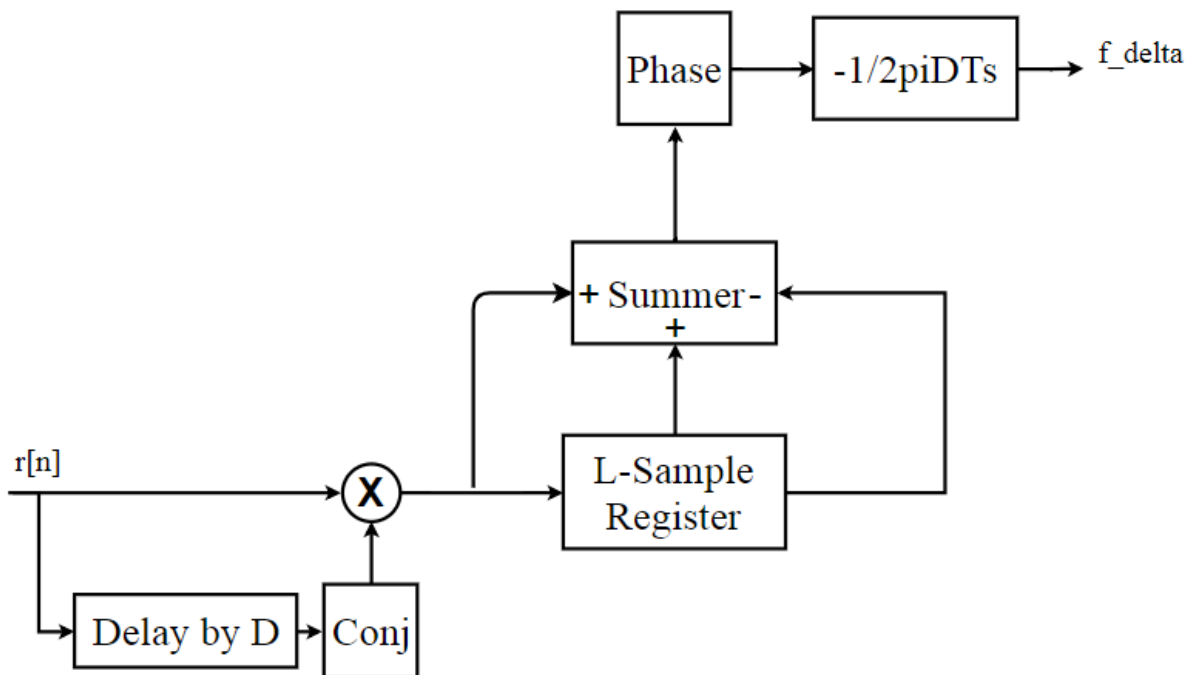 Phase
-1/2piDTs
f_delta
+ Summer -
+
r[n]
X
L-Sample
Register
Delay by D
Conj